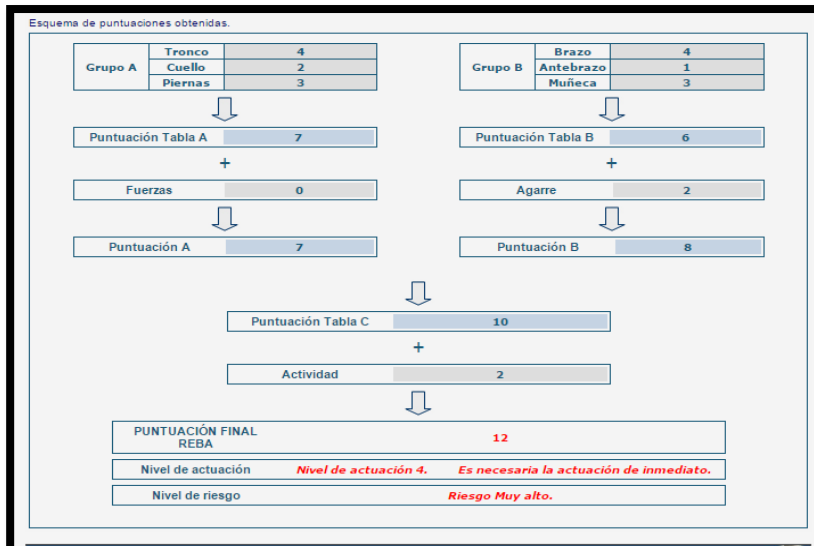 Esquema de puntuaciones obtenidas.
Grupo A
Tronco 4
Cuello 2
Piernas 3
Grupo B
Brazo 4
Antebrazo 1
Muñeca 3
Puntuación Tabla A 7
Puntuación Tabla B 6
+
+
Fuerzas 0
Agarre 2
Puntuación A 7
Puntuación B 8
Puntuación Tabla C 10
+
Actividad 2
PUNTUACIÓN FINAL
REBA
12
Nivel de actuación Nivel de actuación 4. Es necesaria la actuación de inmediato.
Nivel de riesgo Riesgo Muy alto.